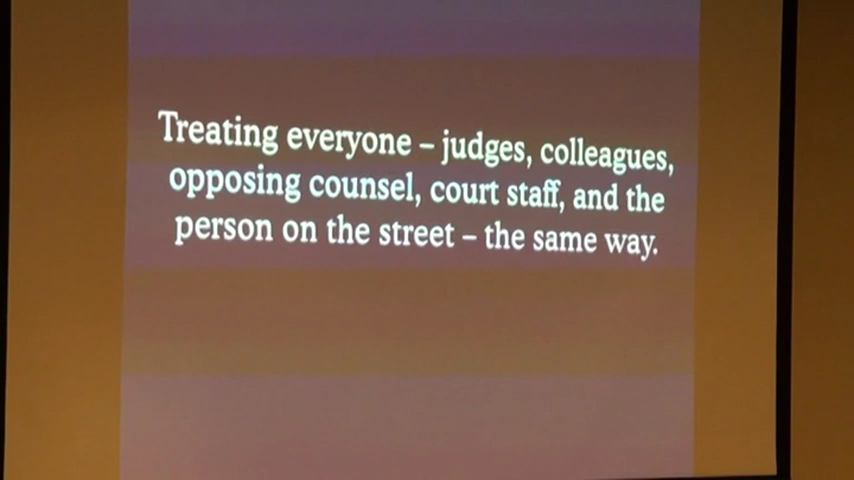 Treating everyone – judges, colleagues,
opposing counsel, court staff, and the
person on the street – the same way.